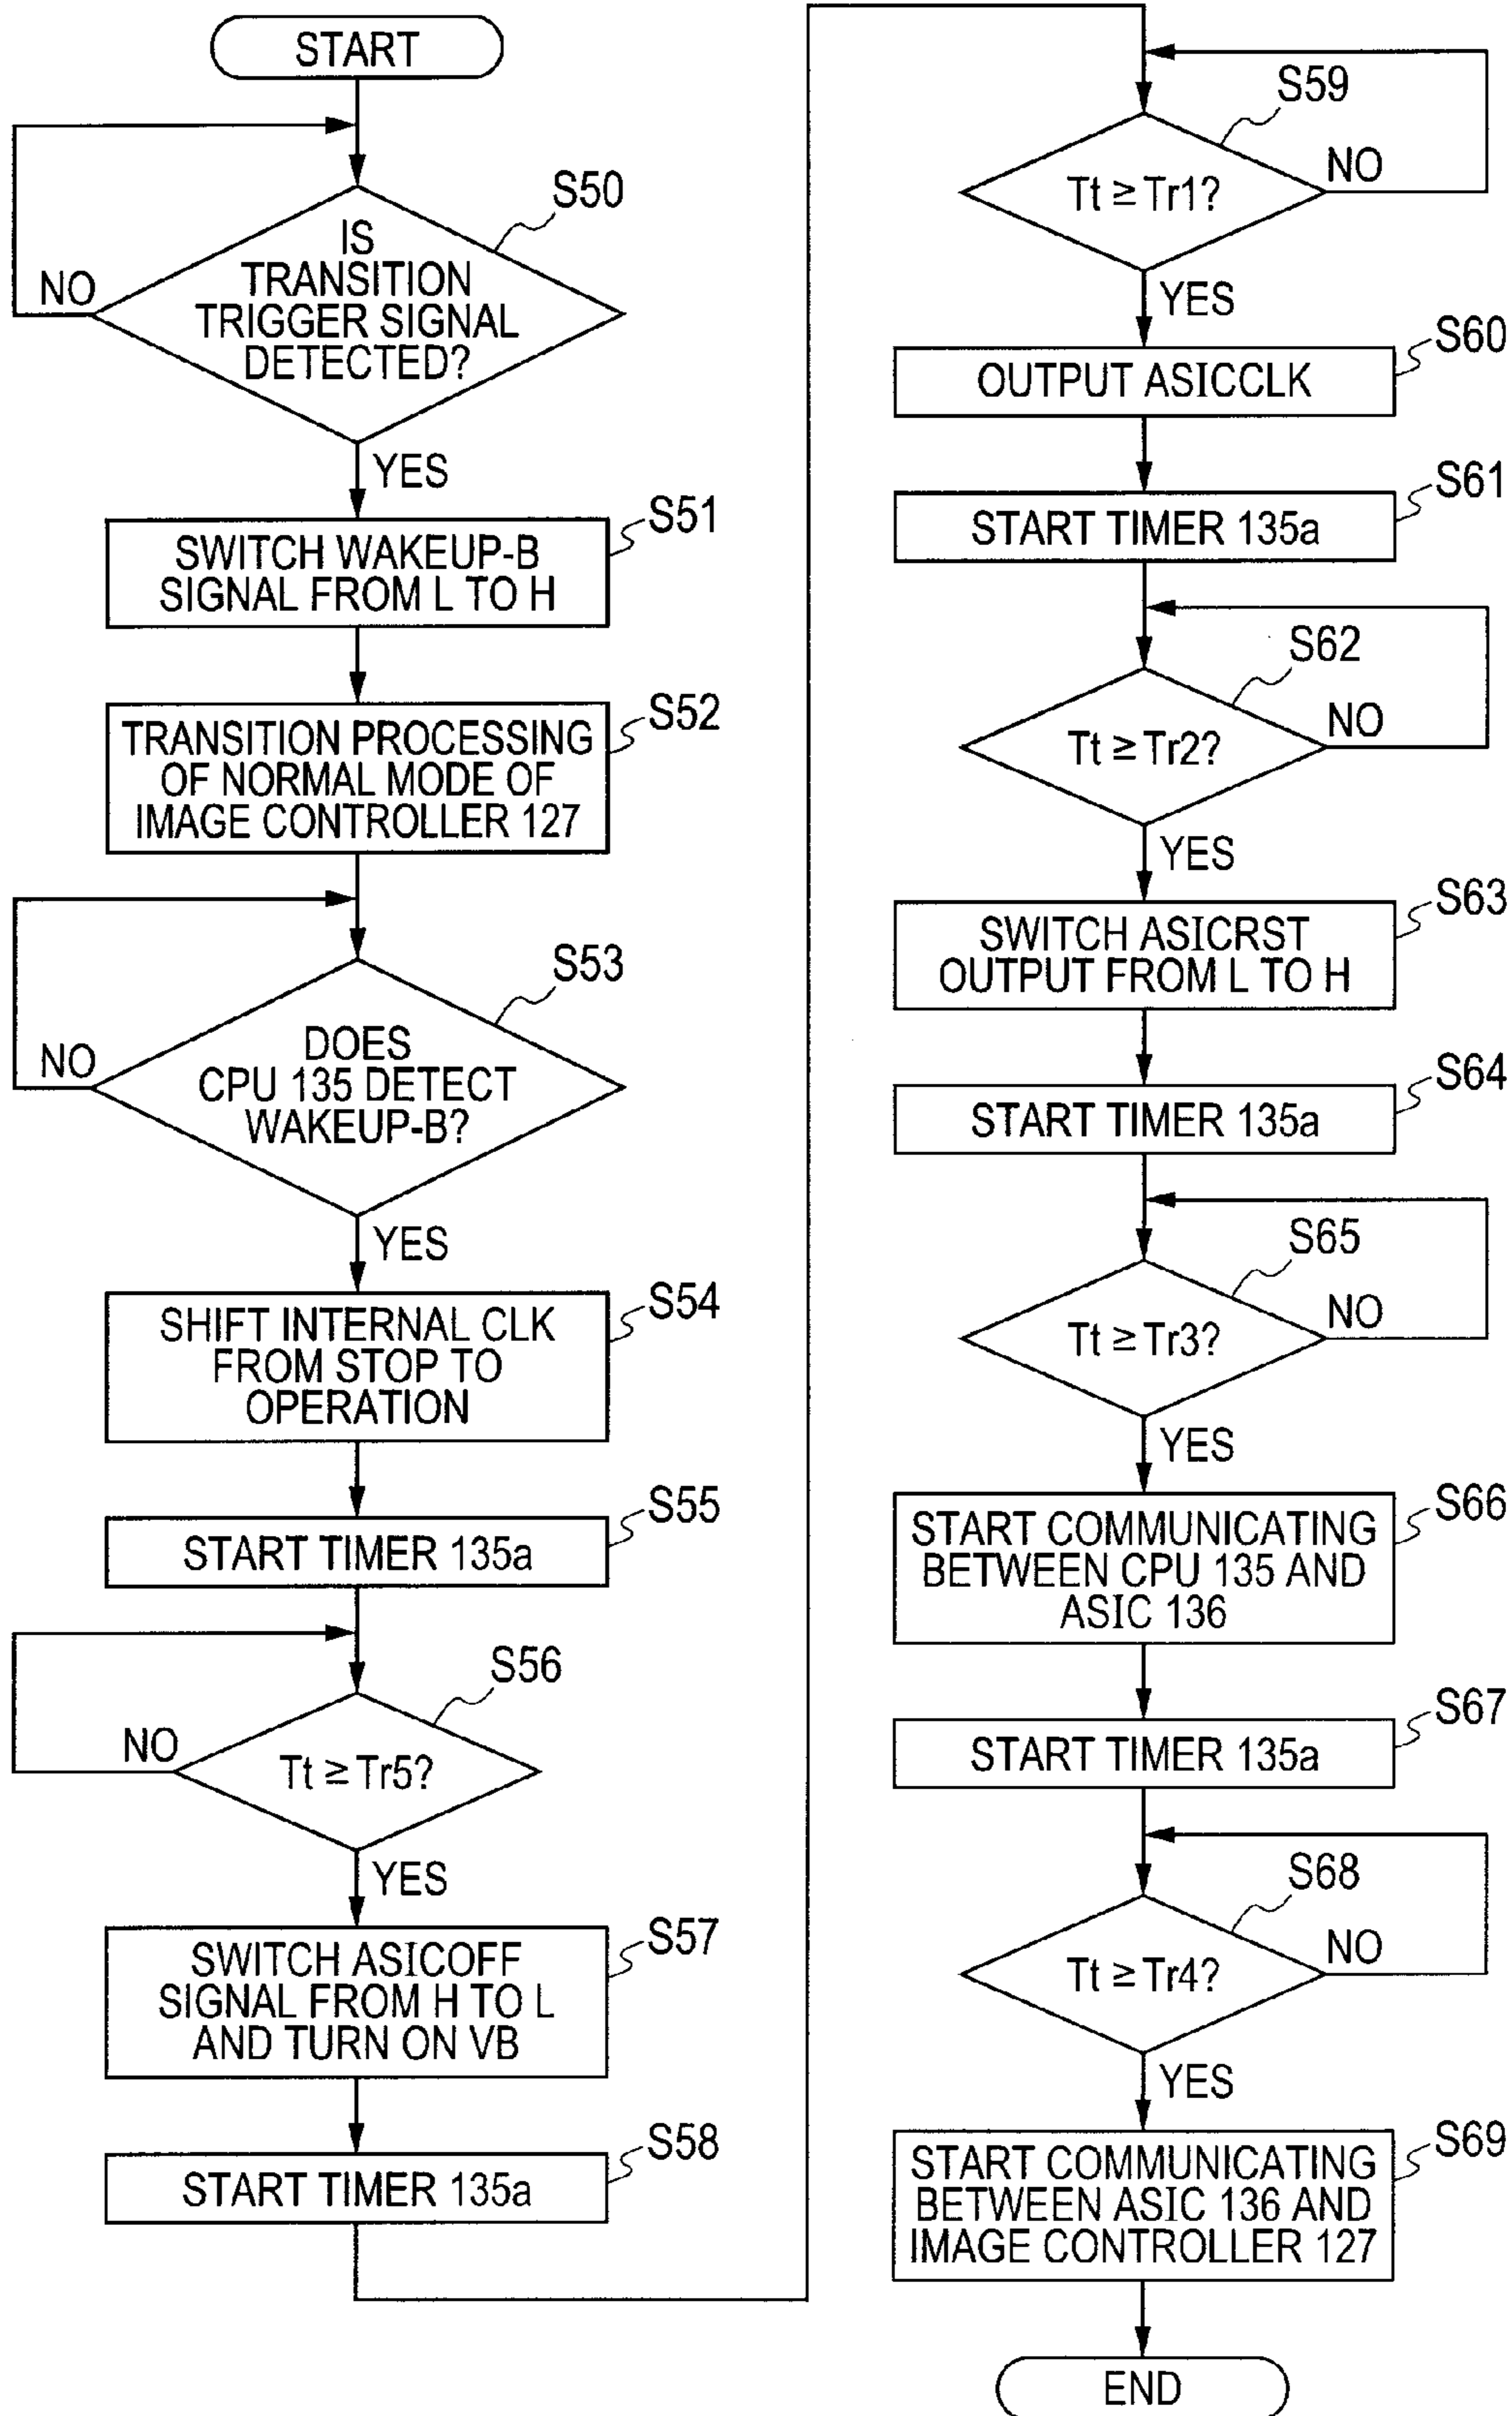 START
S50
IS
TRANSITION
TRIGGER SIGNAL
DETECTED?
NO
YES
S51
SWITCH WAKEUP-B
SIGNAL FROM L TO H
S52
TRANSITION PROCESSING
OF NORMAL MODE OF
IMAGE CONTROLLER 127
S53
DOES
CPU 135 DETECT
WAKEUP-B?
NO
YES
S54
SHIFT INTERNAL CLK
FROM STOP TO
OPERATION
S55
START TIMER 135a
S56
Tt ≥ Tr5?
NO
YES
S57
SWITCH ASICOFF
SIGNAL FROM H TO L
AND TURN ON VB
S58
START TIMER 135a
S59
Tt ≥ Tr1?
NO
YES
S60
OUTPUT ASICCLK
S61
START TIMER 135a
S62
Tt ≥ Tr2?
NO
YES
S63
SWITCH ASICRST
OUTPUT FROM L TO H
S64
START TIMER 135a
S65
Tt ≥ Tr3?
NO
YES
S66
START COMMUNICATING
BETWEEN CPU 135 AND
ASIC 136
S67
START TIMER 135a
S68
Tt ≥ Tr4?
NO
YES
S69
START COMMUNICATING
BETWEEN ASIC 136 AND
IMAGE CONTROLLER 127
END